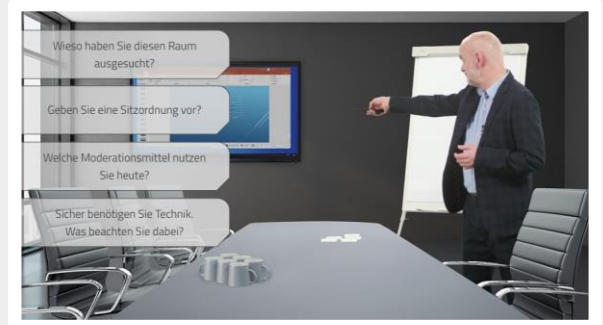 Wieso haben Sie diesen Raum
ausgesucht?
Geben Sie eine Sitzordnung vor?
Welche Moderationsmittel nutzen
Sie heute?
Sicher benötigen Sie Technik.
Was beachten Sie dabei?